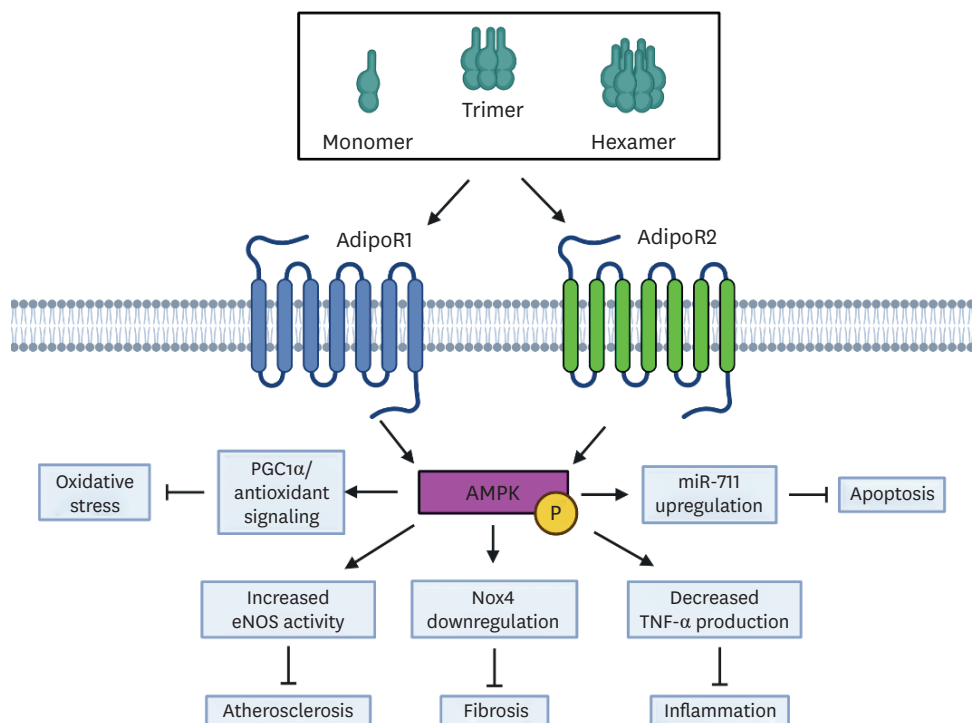 Trimer
Monomer
Hexamer
AdipoR1
AdipoR2
Oxidative
stress
PGC1α/
antioxidant
signaling
AMPK
P
miR-711
upregulation
Apoptosis
Increased
eNOS activity
Nox4
downregulation
Decreased
TNF-α production
Atherosclerosis
Fibrosis
Inflammation